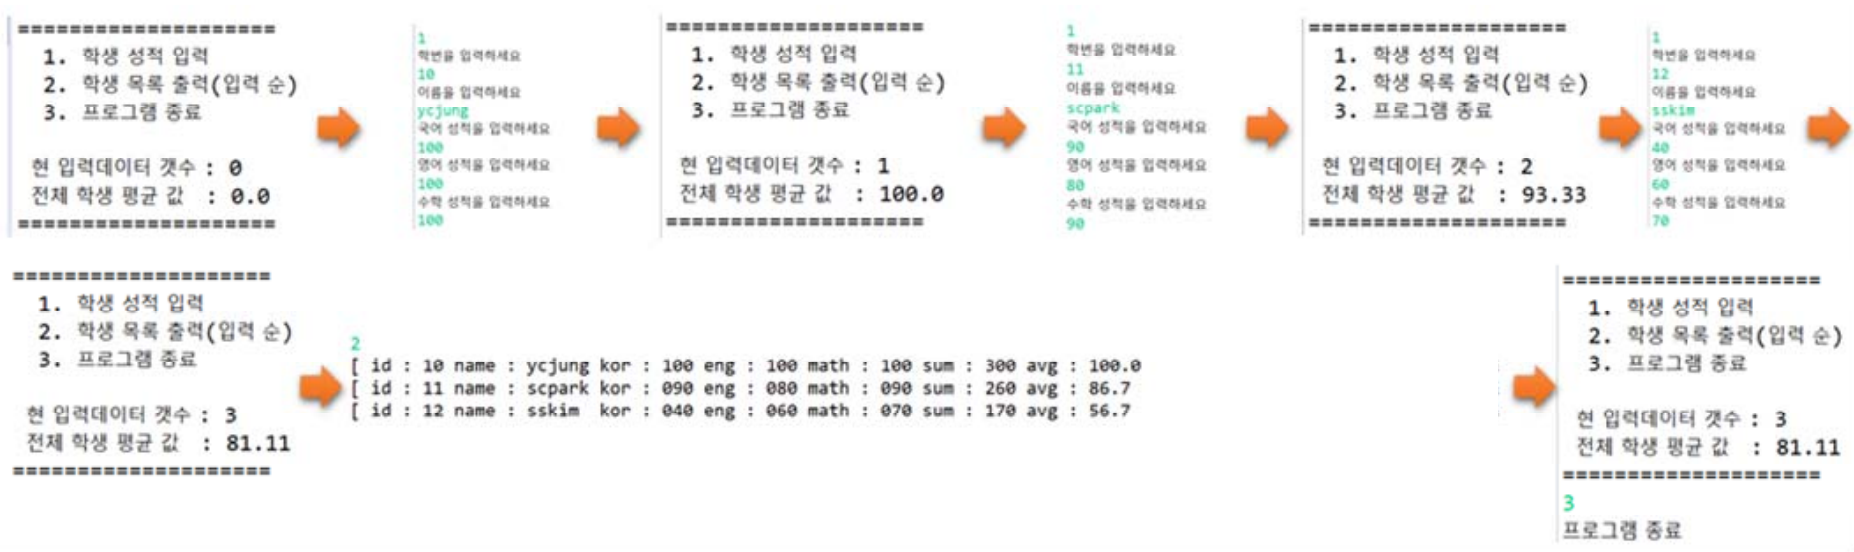 ====================
1. 학생 성적 입력
2. 학생 목록 출력(입력 순)
3. 프로그램 종료
현 입력데이터 갯수 : 0
전체 학생 평균 값 : 0.0
====================
1
학번을 입력하세요
10
이름을 입력하세요
ycjung
국어 성적을 입력하세요
100
영어 성적을 입력하세요
100
수학 성적을 입력하세요
100
====================
1. 학생 성적 입력
2. 학생 목록 출력(입력 순)
3. 프로그램 종료
현 입력데이터 갯수 : 1
전체 학생 평균 값 : 100.0
====================
1
학번을 입력하세요
11
이름을 입력하세요
scpark
국어 성적을 입력하세요
90
영어 성적을 입력하세요
80
수학 성적을 입력하세요
90
====================
1. 학생 성적 입력
2. 학생 목록 출력(입력 순)
3. 프로그램 종료
현 입력데이터 갯수 : 2
전체 학생 평균 값 : 93.33
====================
1
학번을 입력하세요
12
이름을 입력하세요
sskim
국어 성적을 입력하세요
40
영어 성적을 입력하세요
60
수학 성적을 입력하세요
70
====================
1. 학생 성적 입력
2. 학생 목록 출력(입력 순)
3. 프로그램 종료
현 입력데이터 갯수 : 3
전체 학생 평균 값 : 81.11
====================
2
[ id : 10 name : ycjung kor : 100 eng : 100 math : 100 sum : 300 avg : 100.0
[ id : 11 name : scpark kor : 090 eng : 080 math : 090 sum : 260 avg : 86.7
[ id : 12 name : sskim kor : 040 eng : 060 math : 070 sum : 170 avg : 56.7
====================
1. 학생 성적 입력
2. 학생 목록 출력(입력 순)
3. 프로그램 종료
현 입력데이터 갯수 : 3
전체 학생 평균 값 : 81.11
====================
3
프로그램 종료